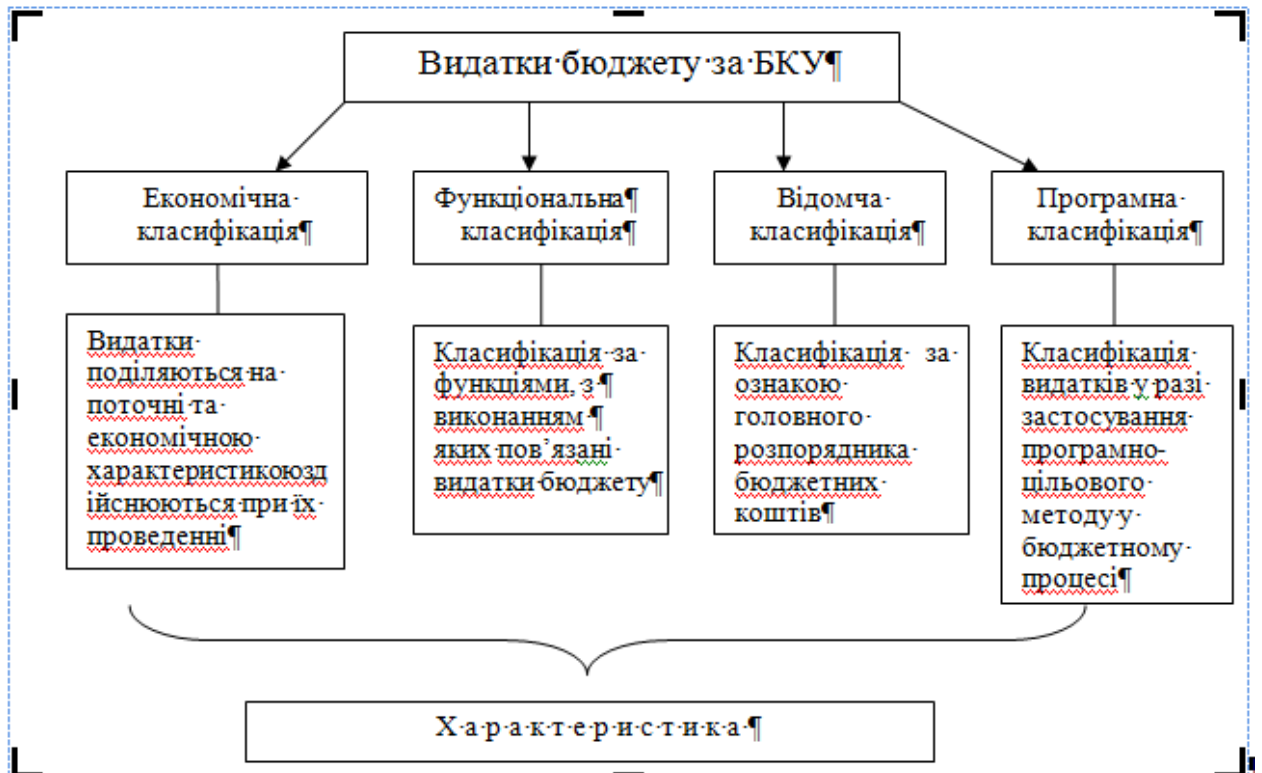 Видатки бюджету за БКУ¶
Економічна
класифікація¶
Функціональна¶
класифікація¶
Відомча
класифікація¶
Програмна
класифікація¶
Видатки
поділяються на
поточні та
економічною
характеристикоюзд
ійснюються при їх
проведенні¶
Класифікація за
функціями, з ¶
виконанням ¶
яких пов’язані
видатки бюджету¶
Класифікація за
ознакою
головного
розпорядника
бюджетних
коштів¶
Класифікація
видатків у разі
застосування
програмно-
цільового
методу у
бюджетному
процесі¶
Х а р а к т е р и с т и к а ¶